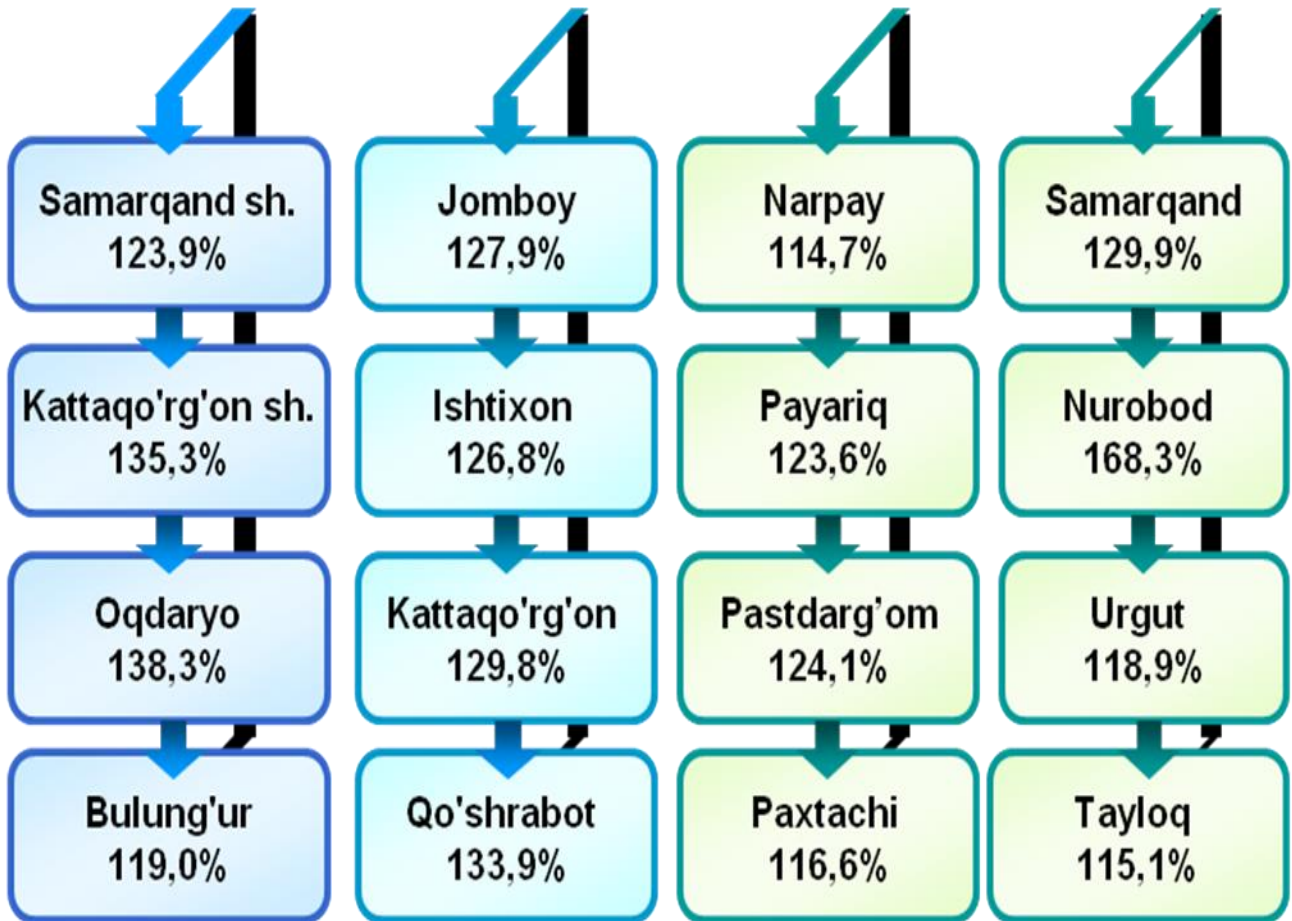 Samarqand sh.
123,9%
Kattaqo'rg'on sh.
135,3%
Oqdaryo
138,3%
Bulung'ur
119,0%
Jomboy
127,9%
Ishtixon
126,8%
Kattaqo'rg'on
129,8%
Qo'shrabot
133,9%
Narpay
114,7%
Payariq
123,6%
Pastdarg’om
124,1%
Paxtachi
116,6%
Samarqand
129,9%
Nurobod
168,3%
Urgut
118,9%
Tayloq
115,1%